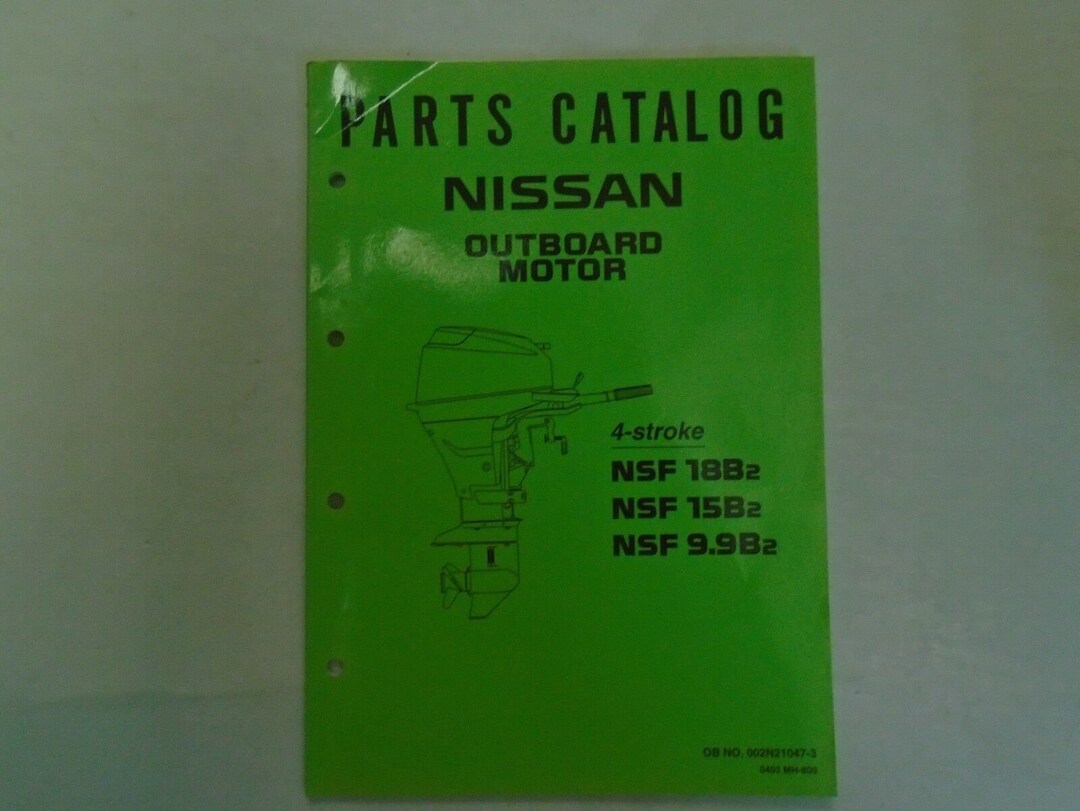 PARTS CATALOG
NISSAN
OUTBOARD
MOTOR
4-stroke
NSF 18B2
NSF 15B2
NSF 9.9B2
OB NO. 002N21047-3